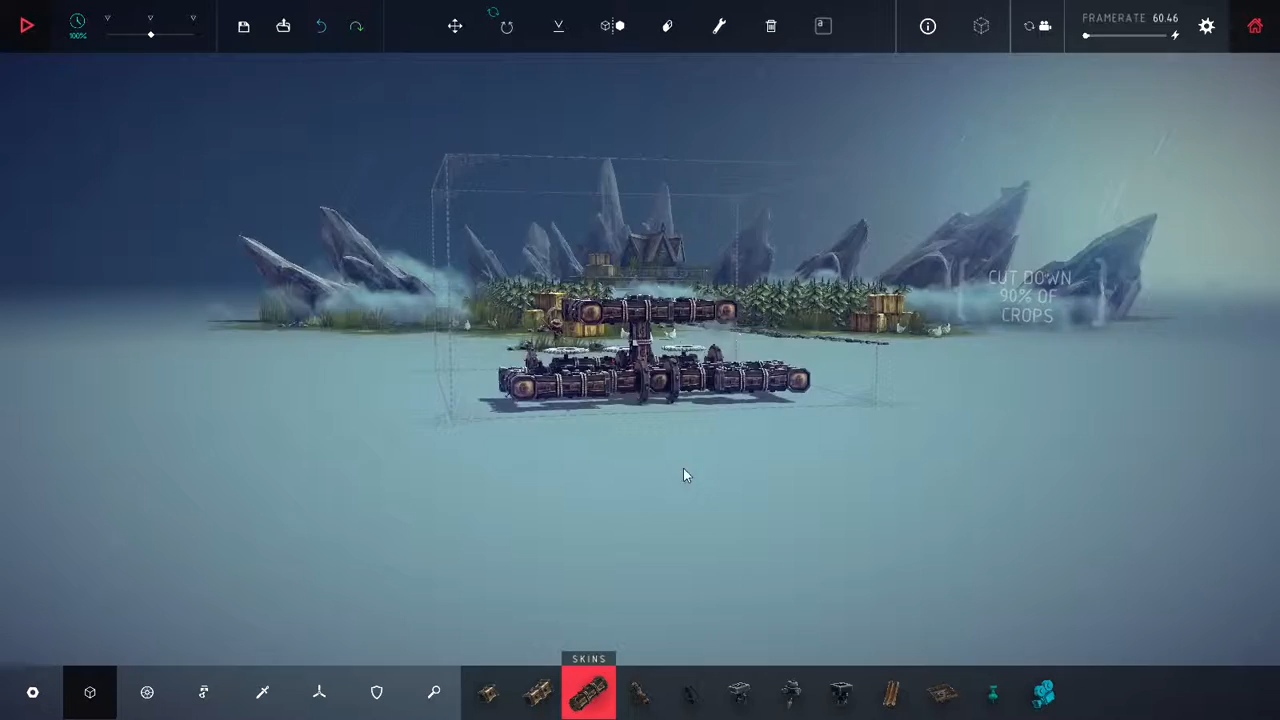 100%
a
FRAMERATE 60.46
CUT DOWN
90% OF
CROPS
SKINS